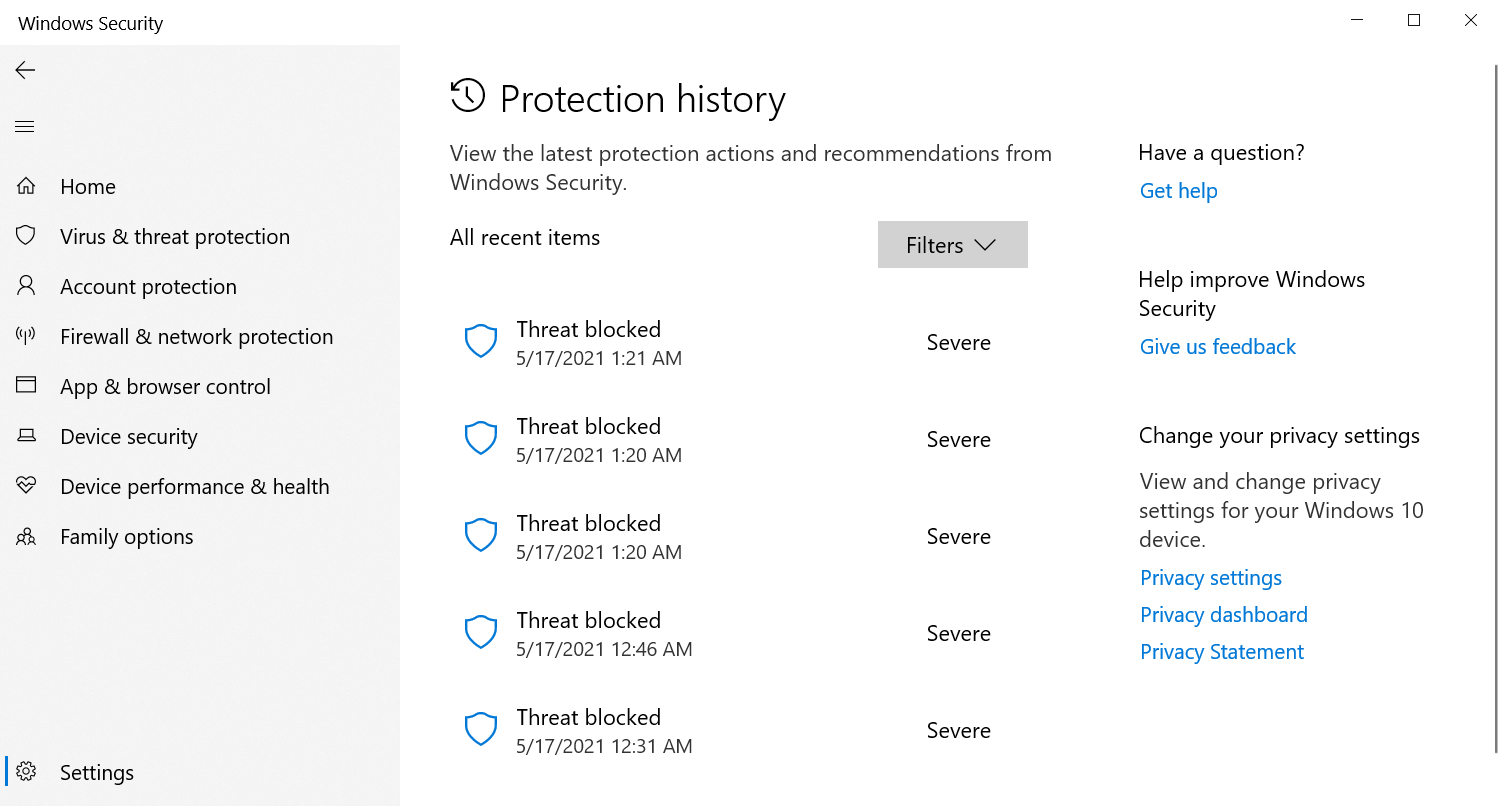 Windows Security
Home
Virus & threat protection
Account protection
Firewall & network protection
App & browser control
Device security
Device performance & health
Family options
Settings
Protection history
View the latest protection actions and recommendations from
Windows Security.
All recent items
Filters
Threat blocked
5/17/2021 1:21 AM
Severe
Threat blocked
5/17/2021 1:20 AM
Severe
Threat blocked
5/17/2021 1:20 AM
Severe
Threat blocked
5/17/2021 12:46 AM
Severe
Threat blocked
5/17/2021 12:31 AM
Severe
Have a question?
Get help
Help improve Windows
Security
Give us feedback
Change your privacy settings
View and change privacy
settings for your Windows 10
device.
Privacy settings
Privacy dashboard
Privacy Statement